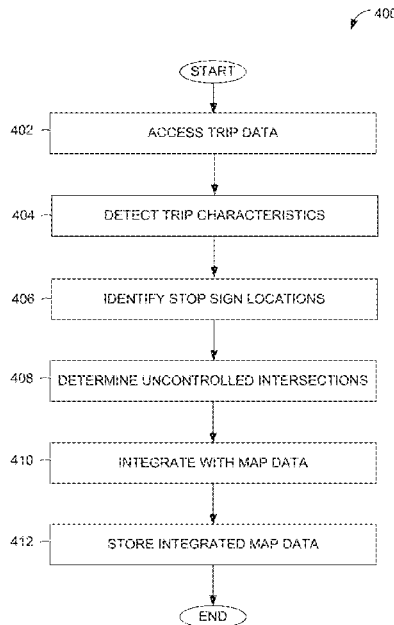 400
START
402 ACCESS TRIP DATA
404 DETECT TRIP CHARACTERISTICS
406 IDENTIFY STOP SIGN LOCATIONS
408 DETERMINE UNCONTROLLED INTERSECTIONS
410 INTEGRATE WITH MAP DATA
412 STORE INTEGRATED MAP DATA
END